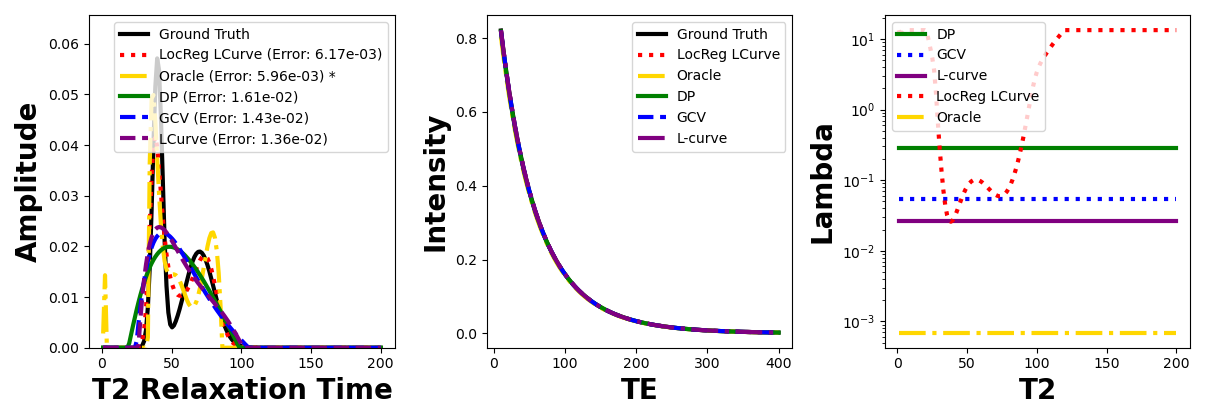 Amplitude
0.06
0.05
0.04
0.03
0.02
0.01
0.00
0
50
100
150
200
T2 Relaxation Time
Ground Truth
LocReg LCurve (Error: 6.17e-03)
Oracle (Error: 5.96e-03) *
DP (Error: 1.61e-02)
GCV (Error: 1.43e-02)
LCurve (Error: 1.36e-02)
Intensity
0.8
0.6
0.4
0.2
0.0
0
100
200
300
400
TE
Ground Truth
LocReg LCurve
Oracle
DP
GCV
L-curve
Lambda
10¹
10⁰
10⁻¹
10⁻²
10⁻³
0
50
100
150
200
T2
DP
GCV
L-curve
LocReg LCurve
Oracle